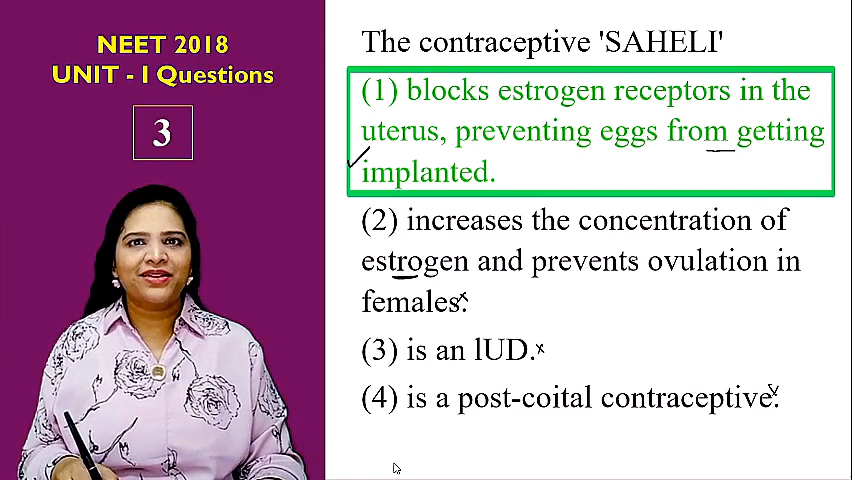 NEET 2018
UNIT - I Questions
3
The contraceptive 'SAHELI'
(1) blocks estrogen receptors in the
uterus, preventing eggs from getting
implanted.
(2) increases the concentration of
estrogen and prevents ovulation in
females.
(3) is an lUD.
(4) is a post-coital contraceptive.